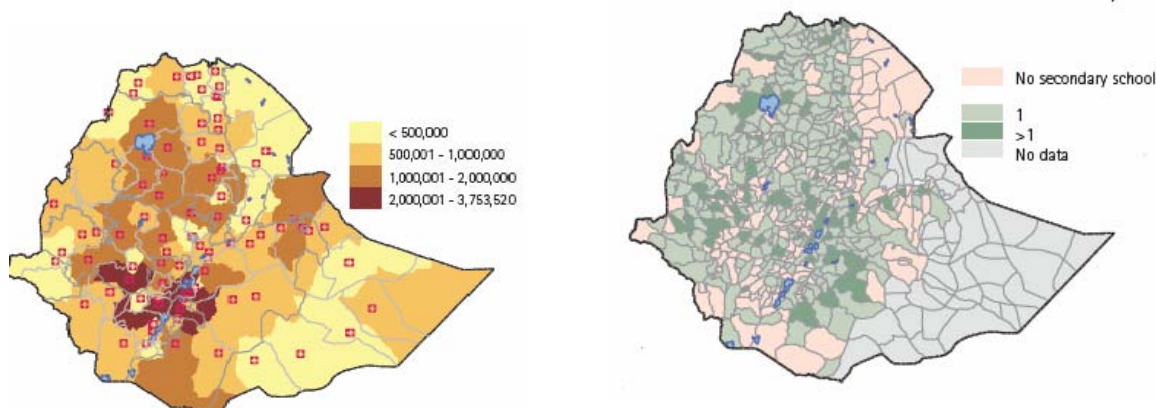 < 500,000
500,001 - 1,000,000
1,000,001 - 2,000,000
2,000,001 - 3,753,520
No secondary school
1
>1
No data